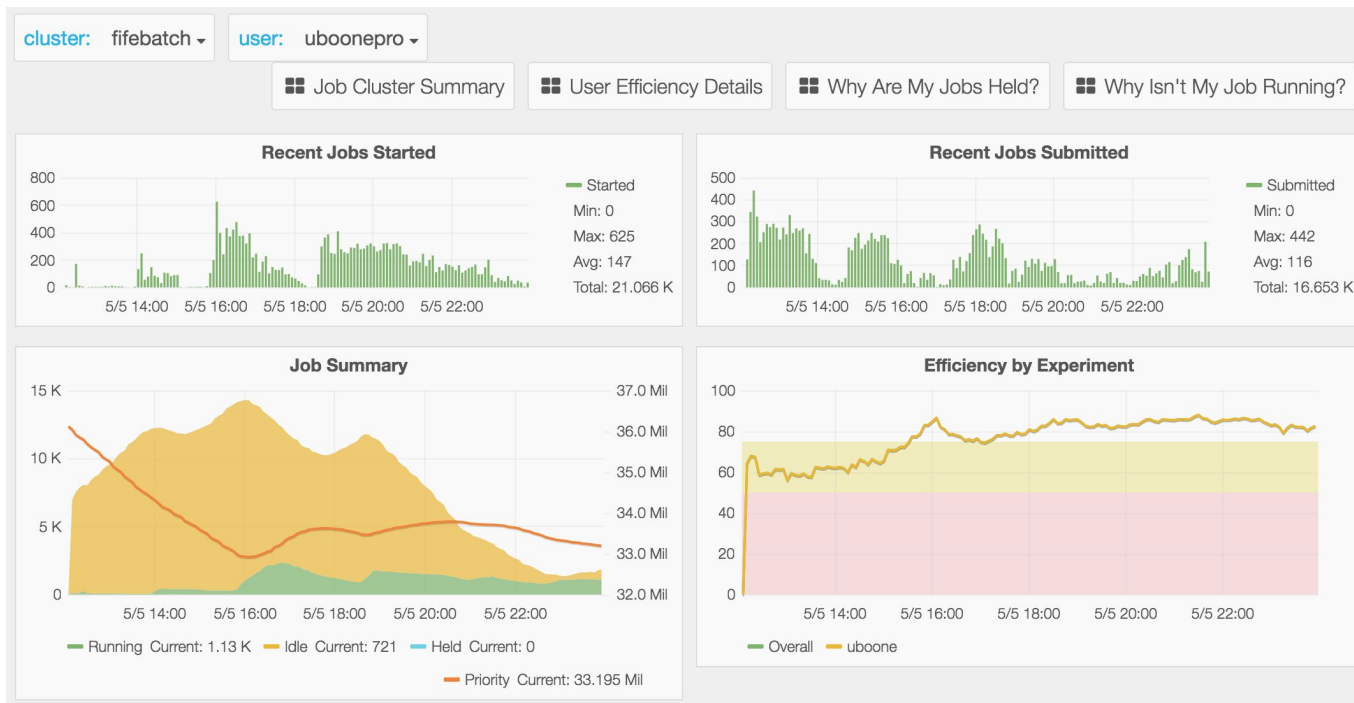 cluster: fifebatch
user: uboonepro
Job Cluster Summary
User Efficiency Details
Why Are My Jobs Held?
Why Isn't My Job Running?
Recent Jobs Started
800
600
400
200
0
5/5 14:00 5/5 16:00 5/5 18:00 5/5 20:00 5/5 22:00
Started
Min: 0
Max: 625
Avg: 147
Total: 21.066 K
Recent Jobs Submitted
500
400
300
200
100
0
5/5 14:00 5/5 16:00 5/5 18:00 5/5 20:00 5/5 22:00
Submitted
Min: 0
Max: 442
Avg: 116
Total: 16.653 K
Job Summary
15 K
10 K
5 K
0
37.0 Mil
36.0 Mil
35.0 Mil
34.0 Mil
33.0 Mil
32.0 Mil
5/5 14:00 5/5 16:00 5/5 18:00 5/5 20:00 5/5 22:00
Running Current: 1.13 K Idle Current: 721 Held Current: 0
Priority Current: 33.195 Mil
Efficiency by Experiment
100
80
60
40
20
0
5/5 14:00 5/5 16:00 5/5 18:00 5/5 20:00 5/5 22:00
Overall uboone